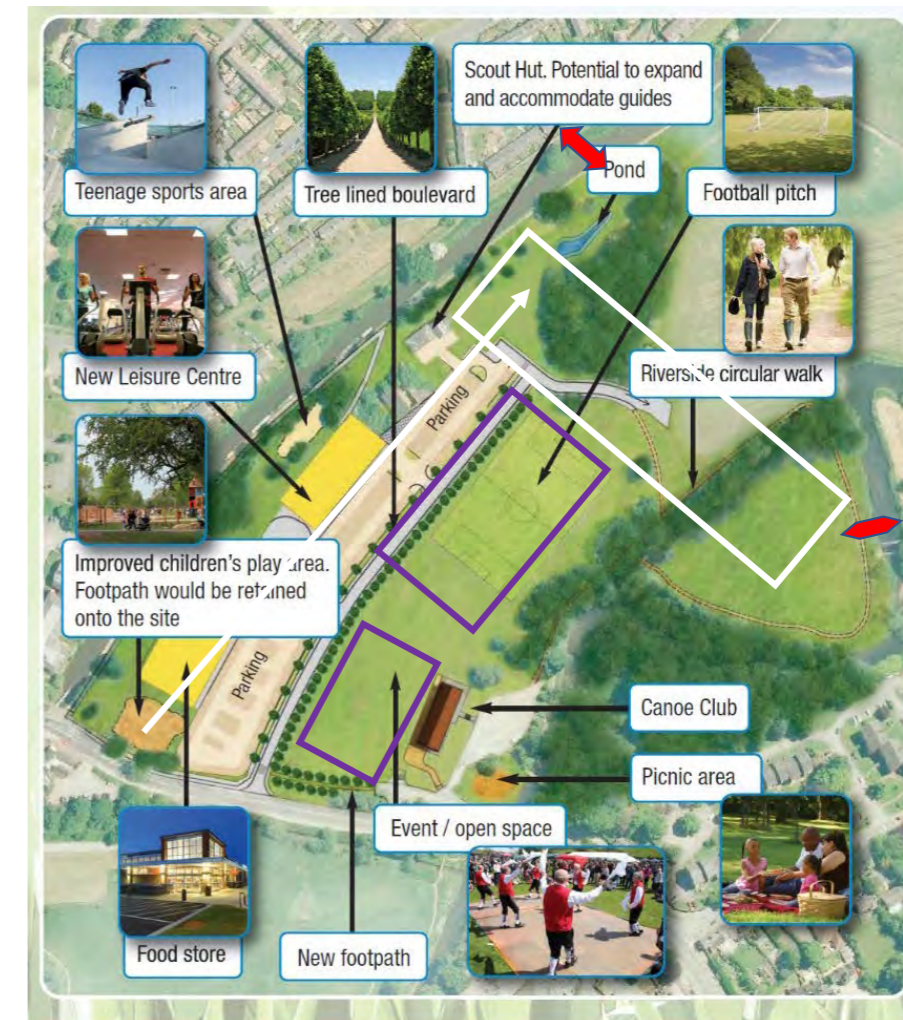 Scout Hut. Potential to expand
and accommodate guides
Pond
Teenage sports area
Tree lined boulevard
Football pitch
New Leisure Centre
Riverside circular walk
Parking
Improved children's play area.
Footpath would be retained
onto the site
Parking
Canoe Club
Picnic area
Event / open space
Food store
New footpath